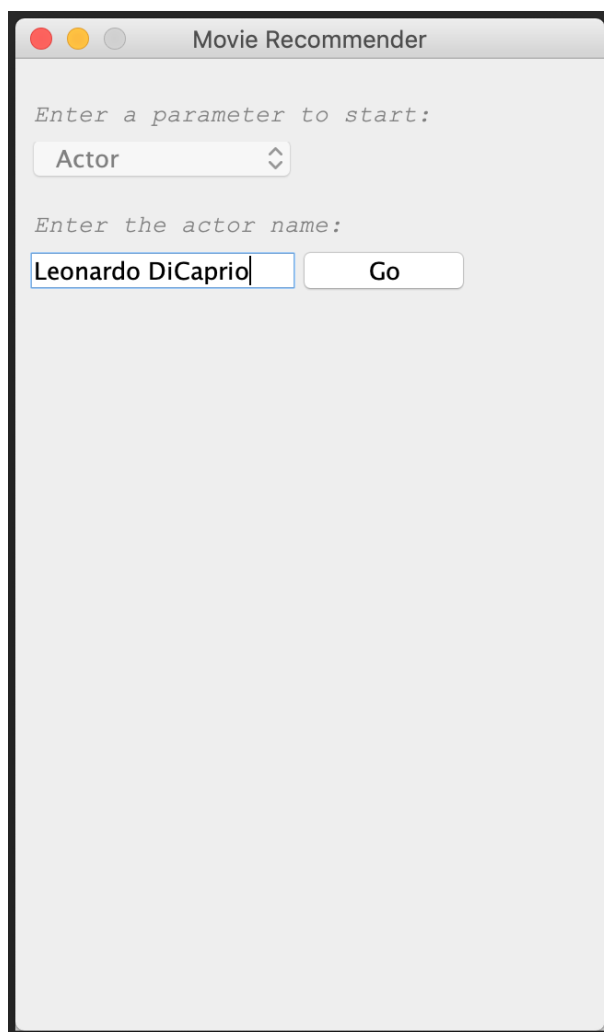 Movie Recommender
Enter a parameter to start:
Actor
Enter the actor name:
Leonardo DiCaprio Go